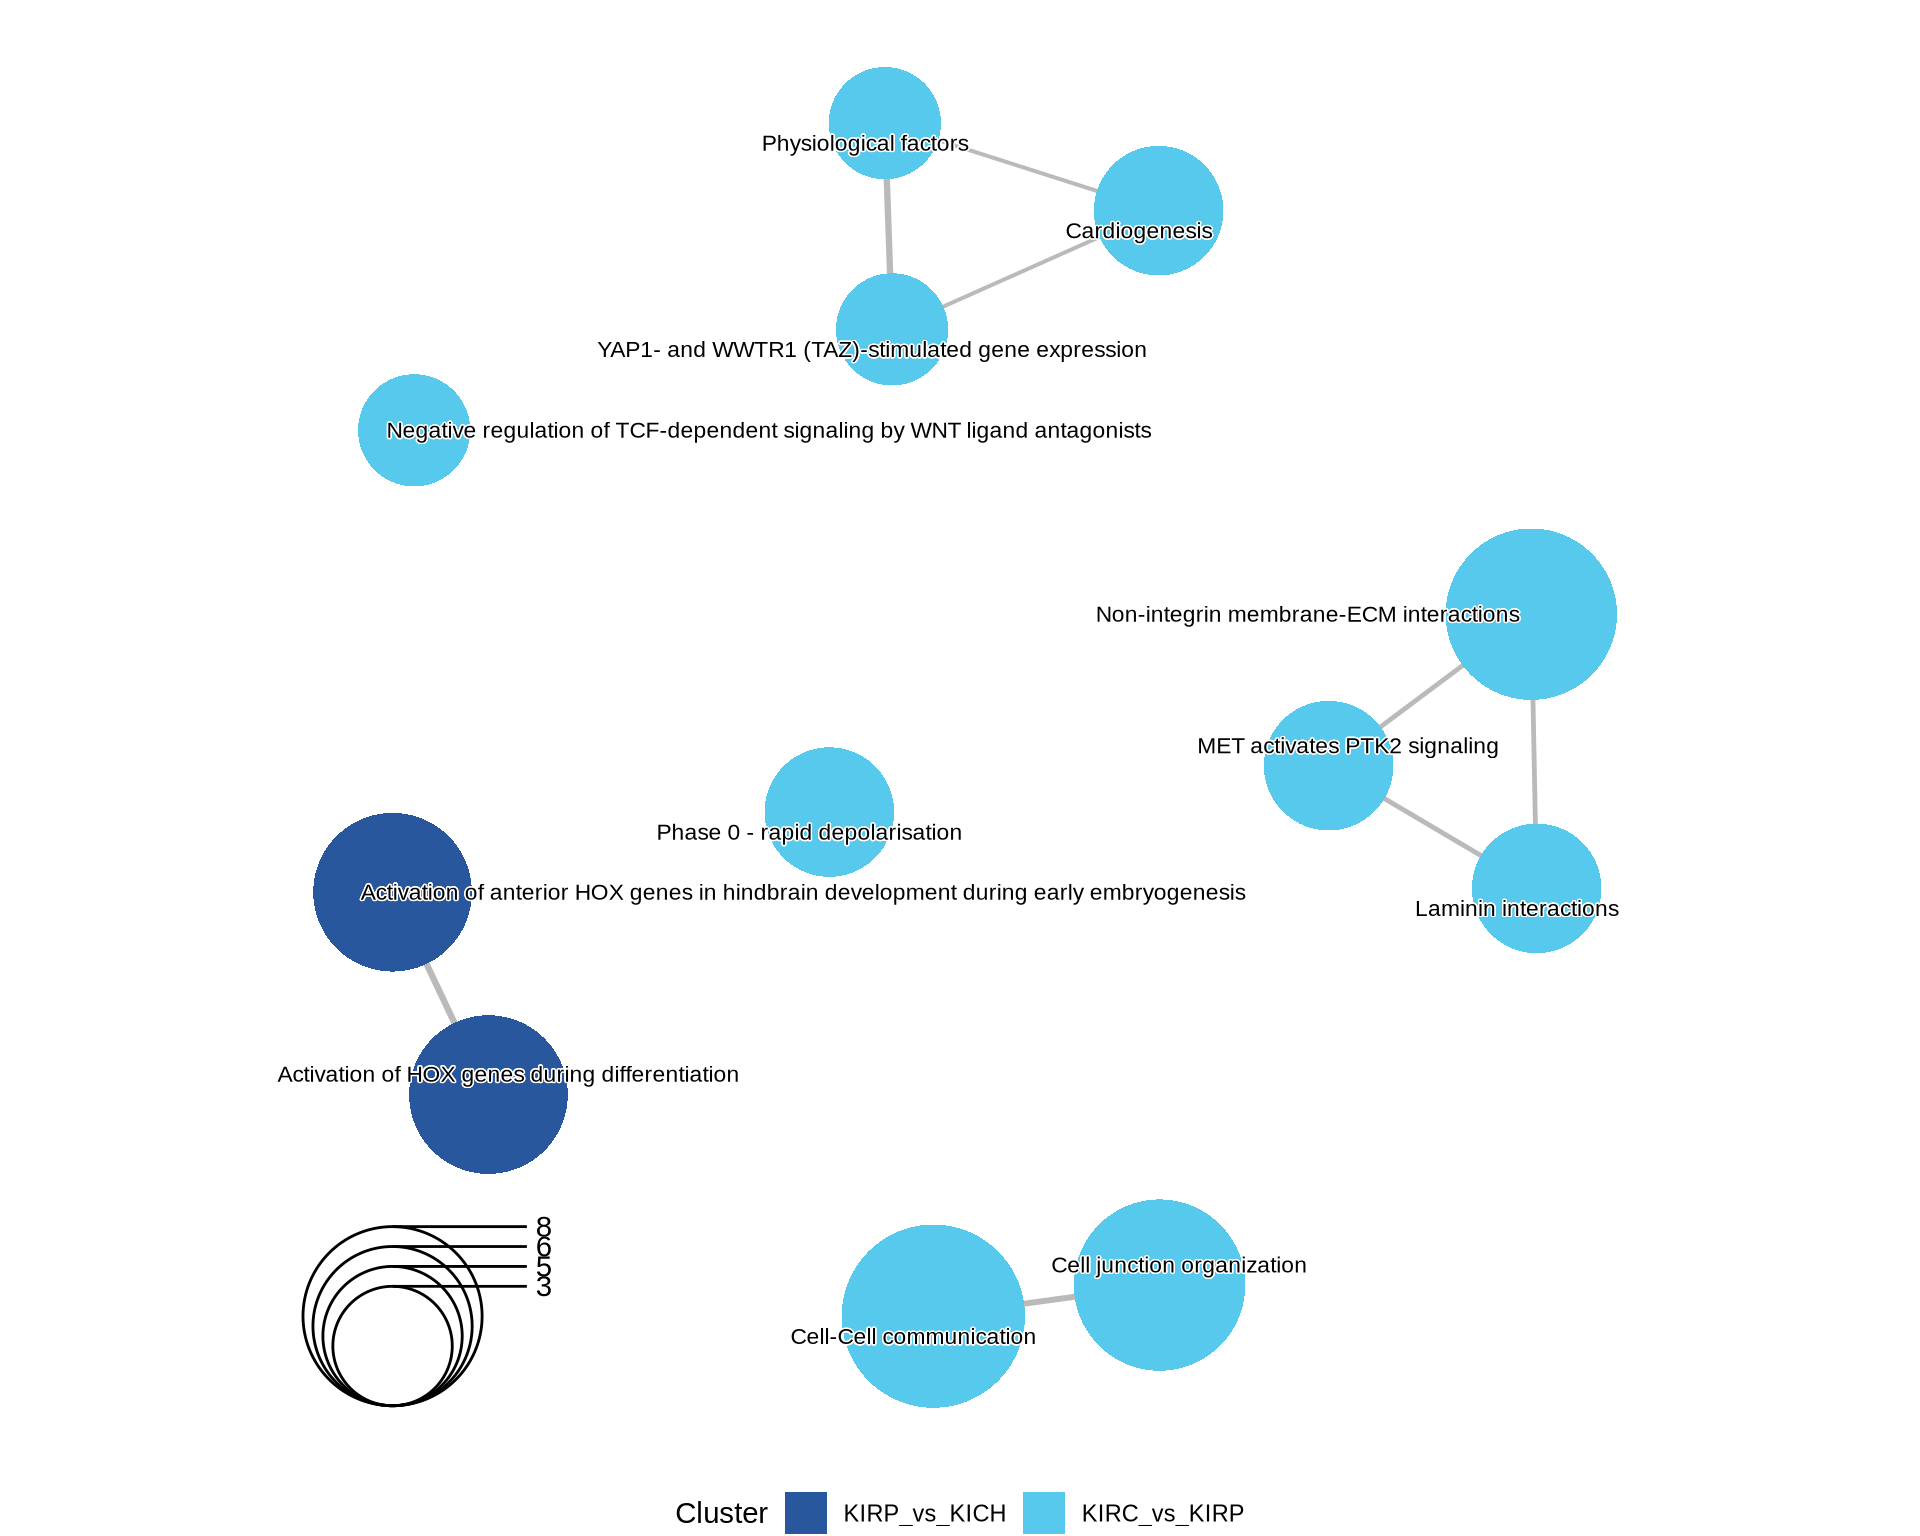 Physiological factors
Cardiogenesis
YAP1- and WWTR1 (TAZ)-stimulated gene expression
Negative regulation of TCF-dependent signaling by WNT ligand antagonists
Non-integrin membrane-ECM interactions
MET activates PTK2 signaling
Phase 0 - rapid depolarisation
Activation of anterior HOX genes in hindbrain development during early embryogenesis
Laminin interactions
Activation of HOX genes during differentiation
8
6
5
3
Cell junction organization
Cell-Cell communication
Cluster KIRP_vs_KICH KIRC_vs_KIRP